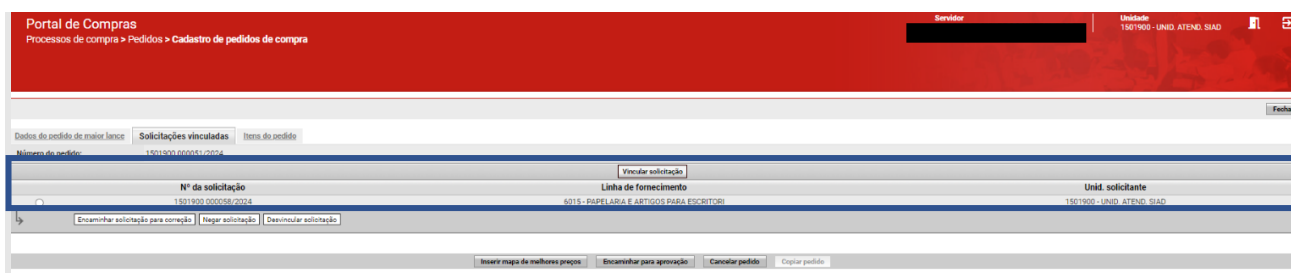 Portal de Compras
Processos de compra > Pedidos > Cadastro de pedidos de compra
Servidor
Unidade
1501900 - UNID. ATEND. SIAD
Fecha
Dados do pedido de maior lance Solicitações vinculadas Itens do pedido
Número do pedido: 1501900 000051/2024
Vincular solicitação
Nº da solicitação Linha de fornecimento Unid. solicitante
1501900 000058/2024 6015 - PAPELARIA E ARTIGOS PARA ESCRITORI 1501900 - UNID. ATEND. SIAD
Encaminhar solicitação para correção Negar solicitação Desvincular solicitação
Inserir mapa de melhores preços Encaminhar para aprovação Cancelar pedido Copiar pedido